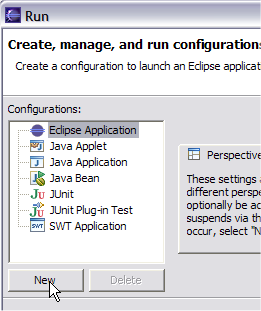 Run
Create, manage, and run configurations
Create a configuration to launch an Eclipse applicat
Configurations:
Eclipse Application
Java Applet
Java Application
Java Bean
JUnit
JUnit Plug-in Test
SWT Application
New
Delete
Perspective
These settings a
different perspe
optionally be ac
suspends via th
occur, select "N